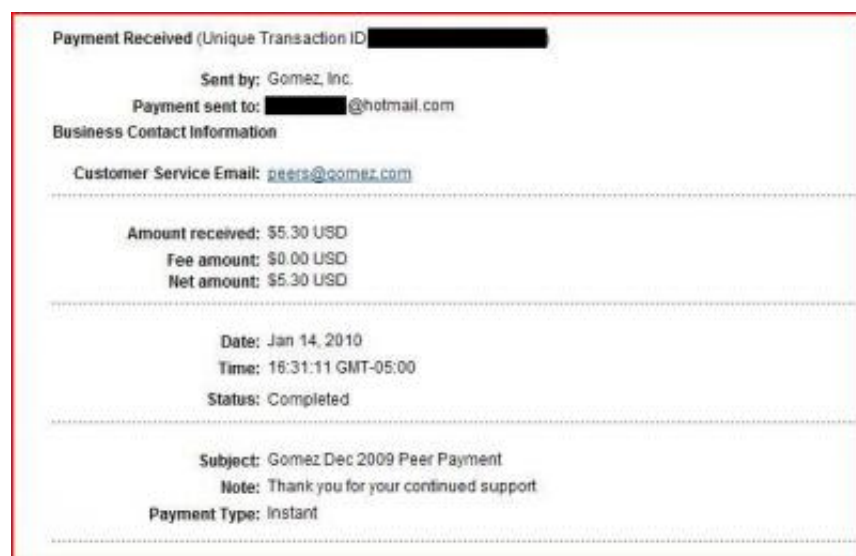 Payment Received (Unique Transaction ID )
Sent by: Gomez, Inc.
Payment sent to: @hotmail.com
Business Contact Information
Customer Service Email: peers@gomez.com
Amount received: $5.30 USD
Fee amount: $0.00 USD
Net amount: $5.30 USD
Date: Jan 14, 2010
Time: 16:31:11 GMT-05:00
Status: Completed
Subject: Gomez Dec 2009 Peer Payment
Note: Thank you for your continued support
Payment Type: Instant